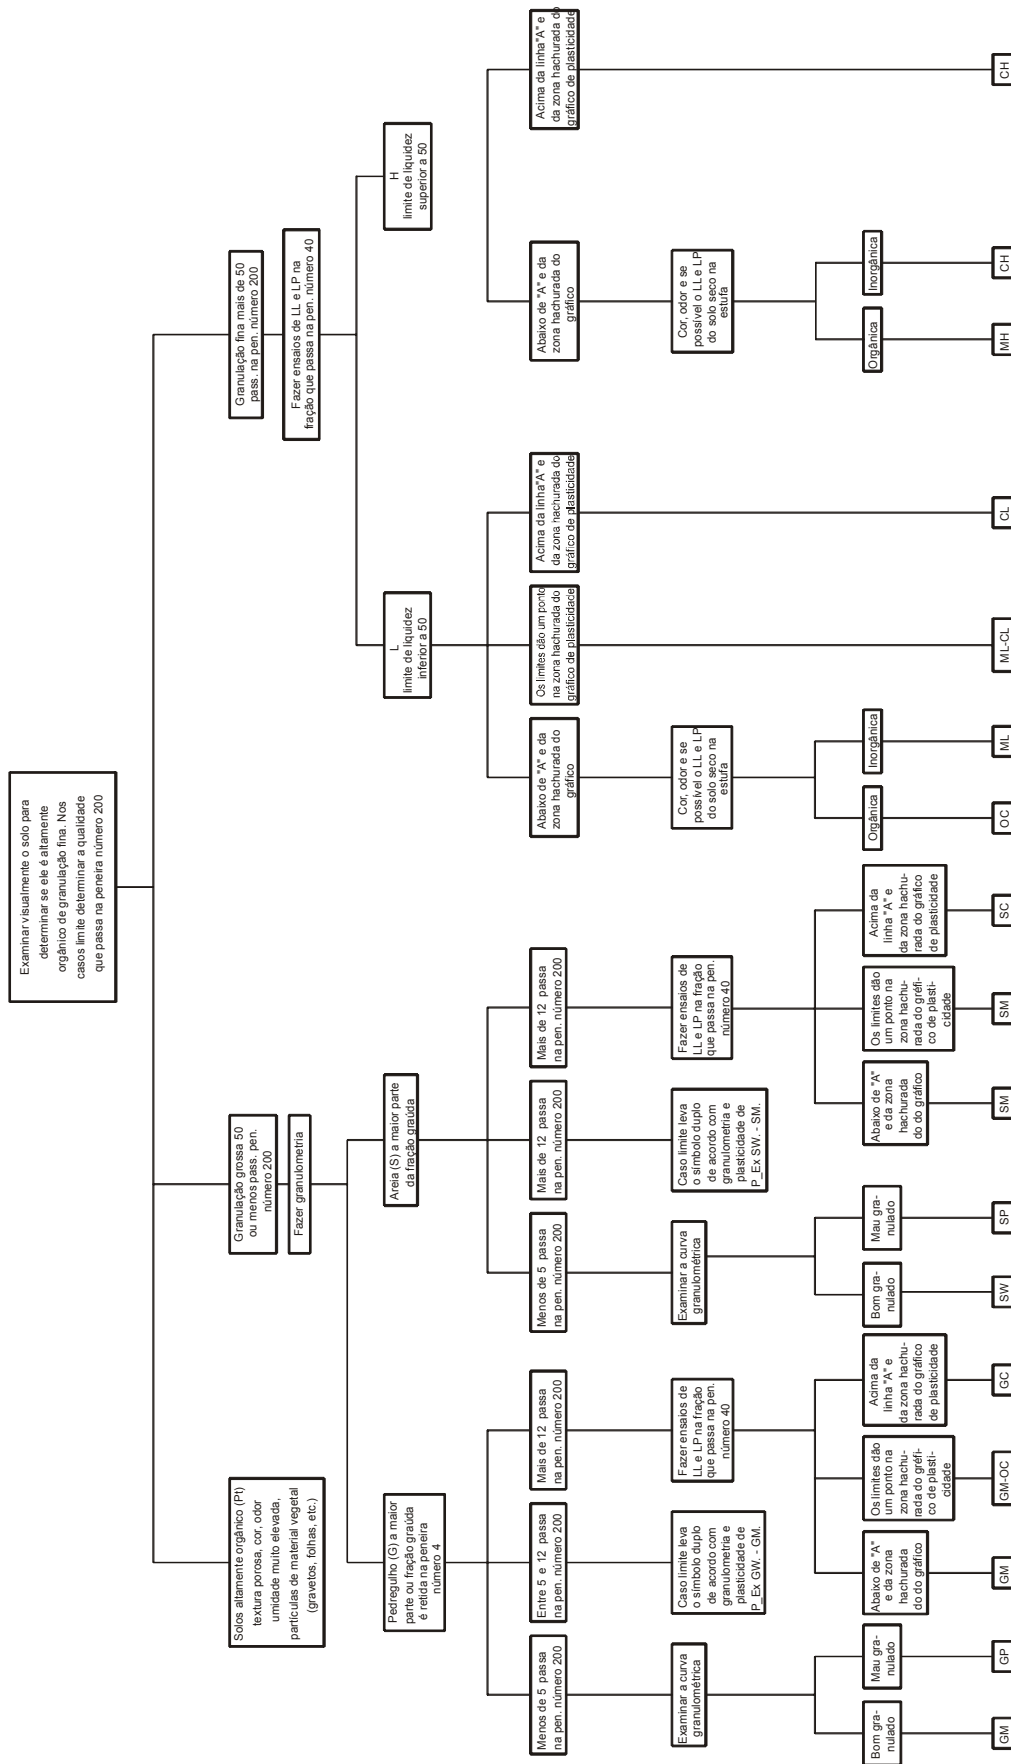 Examinar visualmente o solo para
determinar se ele é altamente
orgânico de granulação fina. Nos
casos limite determinar a qualidade
que passa na peneira número 200
Solos altamente orgânico (Pt)
textura porosa, cor, odor
umidade muito elevada,
partículas de material vegetal
(gravetos, folhas, etc.)
Granulação grossa 50
ou menos pass. pen.
número 200
Fazer granulometria
Granulação fina mais de 50
pass. na pen. número 200
Fazer ensaios de LL e LP na
fração que passa na pen. número 40
Pedregulho (G) a maior
parte ou fração graúda
é retida na peneira
número 4
Areia (S) a maior parte
da fração graúda
L
limite de liquidez
inferior a 50
H
limite de liquidez
superior a 50
Menos de 5 passa
na pen. número 200
Entre 5 e 12 passa
na pen. número 200
Mais de 12 passa
na pen. número 200
Menos de 5 passa
na pen. número 200
Mais de 12 passa
na pen. número 200
Mais de 12 passa
na pen. número 200
Abaixo de "A" e da
zona hachurada do
gráfico
Os limites dão um ponto
na zona hachurada do
gráfico de plasticidade
Acima da linha"A" e
da zona hachurada do
gráfico de plasticidade
Abaixo de "A" e da
zona hachurada do
gráfico
Acima da linha"A" e
da zona hachurada do
gráfico de plasticidade
Examinar a curva
granulométrica
Caso limite leva
o símbolo duplo
de acordo com
granulometria e
plasticidade de
P_Ex GW. - GM.
Fazer ensaios de
LL e LP na fração
que passa na pen.
número 40
Examinar a curva
granulométrica
Caso limite leva
o símbolo duplo
de acordo com
granulometria e
plasticidade de
P_Ex SW. - SM.
Fazer ensaios de
LL e LP na fração
que passa na pen.
número 40
Cor, odor e se
possível o LL e LP
do solo seco na
estufa
Cor, odor e se
possível o LL e LP
do solo seco na
estufa
Bom gra-
nulado
Mau gra-
nulado
Abaixo de "A"
e da zona
hachurada
do do gráfico
Os limites dão
um ponto na
zona hachu-
rada do gréfi-
co de plasti-
cidade
Acima da
linha "A" e
da zona hachu-
rada do gráfico
de plasticidade
Bom gra-
nulado
Mau gra-
nulado
Abaixo de "A"
e da zona
hachurada
do do gráfico
Os limites dão
um ponto na
zona hachu-
rada do gréfi-
co de plasti-
cidade
Acima da
linha "A" e
da zona hachu-
rada do gráfico
de plasticidade
Orgânica
Inorgânica
Orgânica
Inorgânica
GM
GP
GM
GM-OC
GC
SW
SP
SM
SM
SC
OC
ML
ML-CL
CL
MH
CH
CH